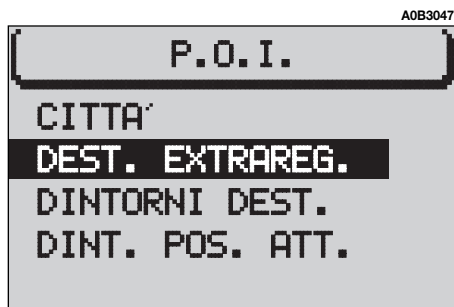 A0B3047
P.O.I.
CITTA´
DEST. EXTRAREG.
DINTORNI DEST.
DINT. POS. ATT.